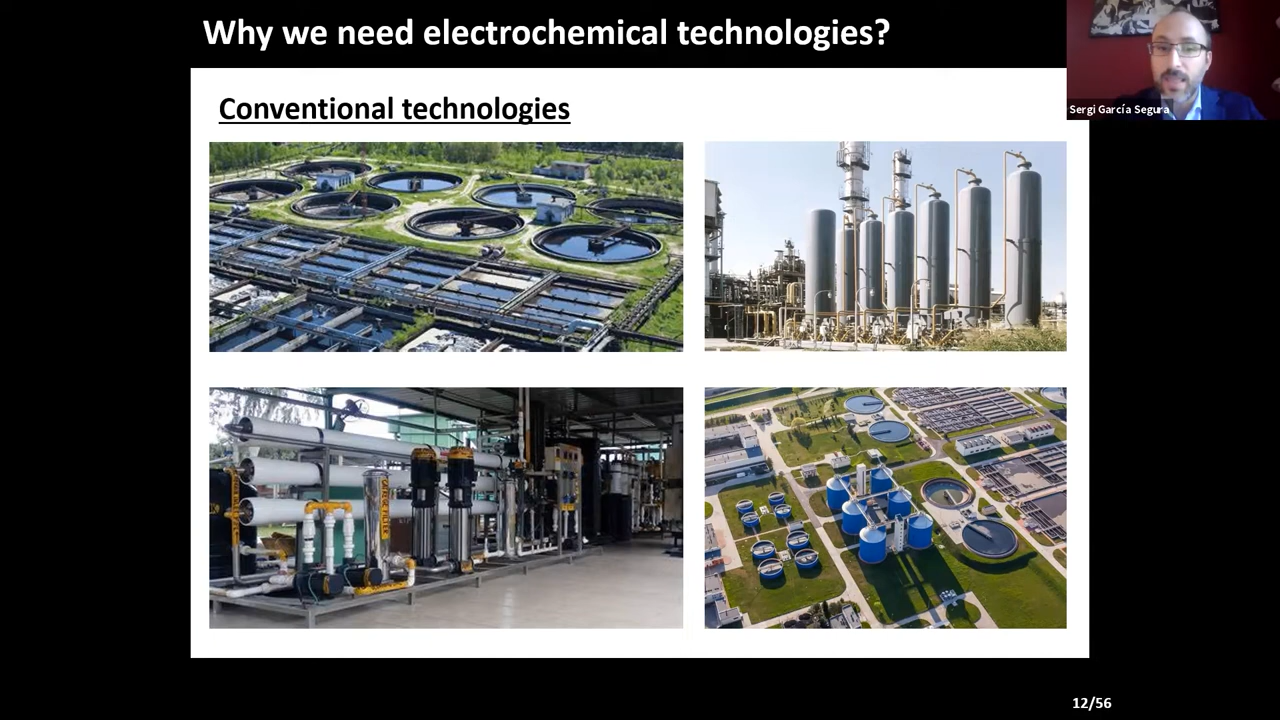 Why we need electrochemical technologies?
Sergi García Segura
Conventional technologies
12/56